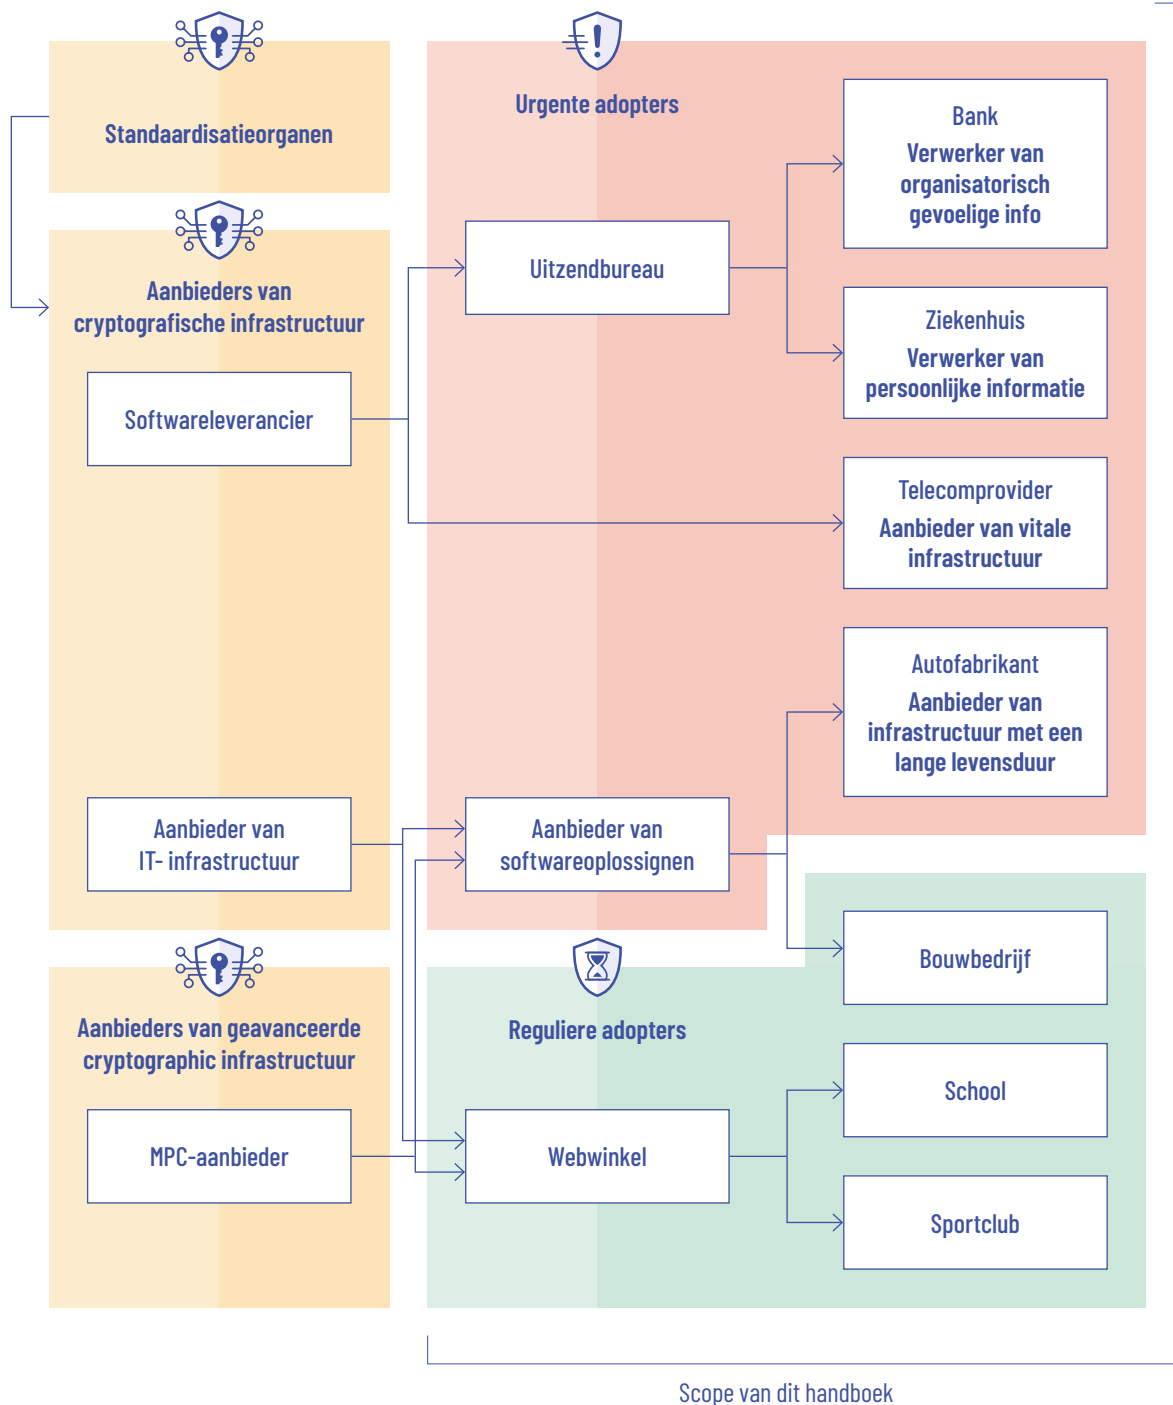 Standaardisatieorganen
Aanbieders van
cryptografische infrastructuur
Softwareleverancier
Aanbieder van
IT- infrastructuur
Aanbieders van geavanceerde
cryptographic infrastructuur
MPC-aanbieder
Urgente adopters
Uitzendbureau
Aanbieder van
softwareoplossignen
Bank
Verwerker van
organisatorisch
gevoelige info
Ziekenhuis
Verwerker van
persoonlijke informatie
Telecomprovider
Aanbieder van vitale
infrastructuur
Autofabrikant
Aanbieder van
infrastructuur met een
lange levensduur
Reguliere adopters
Webwinkel
Bouwbedrijf
School
Sportclub
Scope van dit handboek